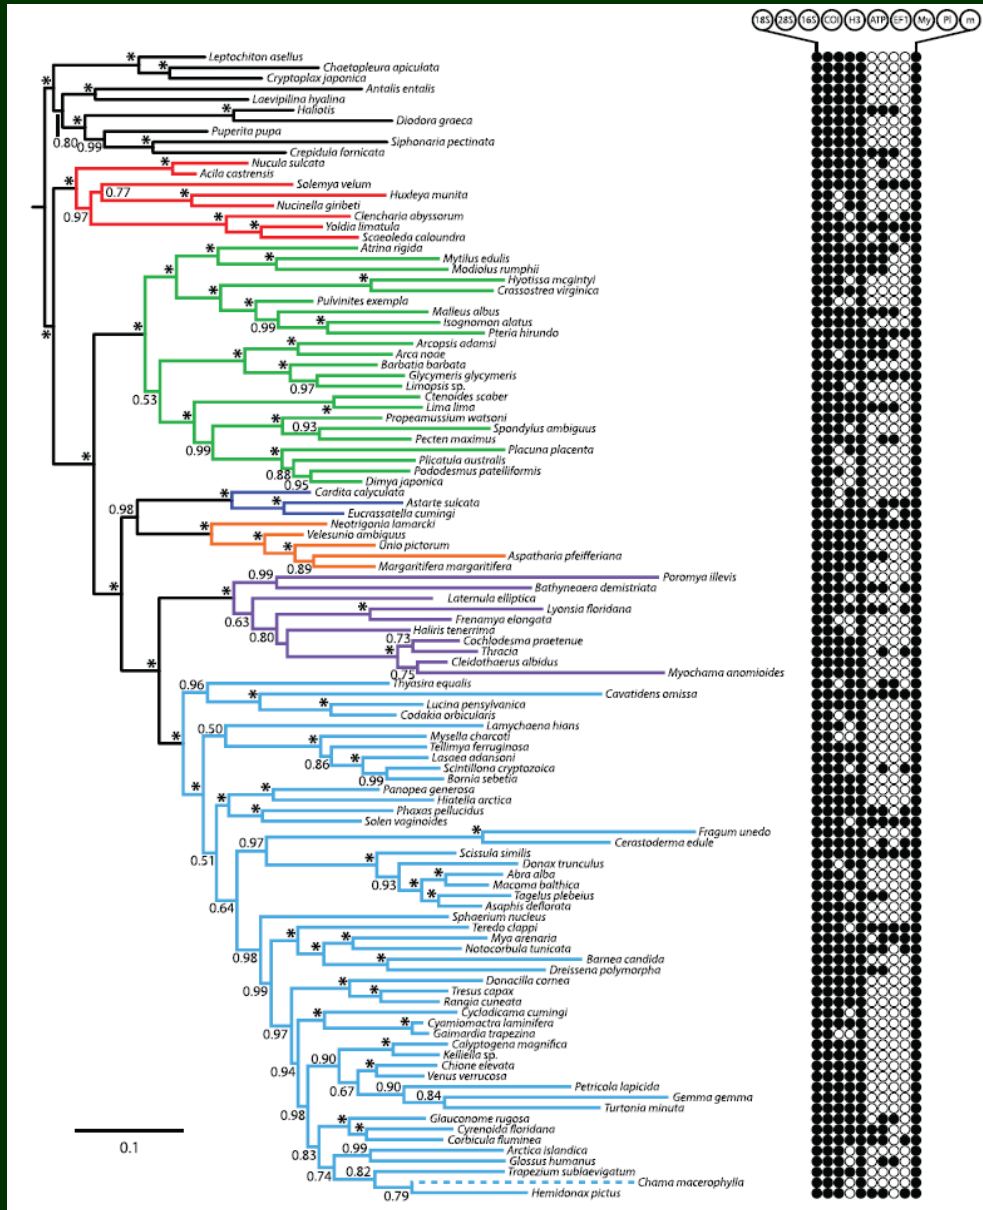 18S 28S 16S COI H3 ATP EF1 My Pl m
* Leptochiton asellus
* Chaetopleura apiculata
* Cryptoplax japonica
* Antalis entalis
Laevipilina hyalina
* Haliotis
Diodora graeca
0.80 0.99 Puperita pupa
* Siphonaria pectinata
Crepidula fornicata
* Nucula sulcata
* Acila castrensis
0.77 Solemya velum
* Huxleya munita
Nucinella giribeti
0.97 * Clencharia abyssorum
* Yoldia limatula
Scaeoleda caloundra
* Atrina rigida
* * Mytilus edulis
Modiolus rumphii
* Hyotissa mcgintyi
* Crassostrea virginica
* Pulvinites exempla
Malleus albus
0.99 * Isognomon alatus
* Pteria hirundo
* Arcopsis adamsi
* Arca noae
* Barbatia barbata
Glycymeris glycymeris
0.97 Limopsis sp.
0.53 Ctenoides scaber
* Lima lima
* * Propeamussium watsoni
0.93 Spondylus ambiguus
Pecten maximus
0.99 * Placuna placenta
* Plicatula australis
0.88 Pododesmus patelliformis
0.95 Dimya japonica
* Cardita calyculata
0.98 * Astarte sulcata
Eucrassatella cumingi
* Neotrigonia lamarcki
* Velesunio ambiguus
* Unio pictorum
Aspatharia pfeifferiana
0.89 Margaritifera margaritifera
0.99 Poromya illevis
* * Bathyneaera demistriata
Laternula elliptica
0.63 * Lyonsia floridana
Frenamya elongata
0.80 Haliris tenerrima
0.73 Cochlodesma praetenue
* Thracia
* Cleidothaerus albidus
0.75 Myochama anomioides
0.96 Thyasira equalis
* Cavatidens omissa
* Lucina pensylvanica
Codakia orbicularis
0.50 Lamychaena hians
* * Mysella charcoti
Tellimya ferruginosa
0.86 * Lasaea adansoni
Scintillona cryptozoica
0.99 Bornia sebetia
* * Panopea generosa
* Hiatella arctica
* Phaxas pellucidus
Solen vaginoides
* Fragum unedo
0.97 Cerastoderma edule
0.51 * Scissula similis
Donax trunculus
* Abra alba
0.93 * Macoma balthica
* Tagelus plebeius
Asaphis deflorata
0.64 Sphaerium nucleus
* Teredo clappi
* Mya arenaria
* Notocorbula tunicata
0.98 * Barnea candida
Dreissena polymorpha
0.99 * Donacilla cornea
* Tresus capax
Rangia cuneata
* Cycladicama cumingi
* Cyamiomactra laminifera
0.97 Gaimardia trapezina
* Calyptogena magnifica
0.90 Kelliella sp.
0.94 * Chione elevata
Venus verrucosa
0.67 0.90 Petricola lapicida
0.84 Gemma gemma
Turtonia minuta
0.98 * Glauconome rugosa
* Cyrenoida floridana
Corbicula fluminea
0.83 0.99 Arctica islandica
Glossus humanus
0.74 0.82 Trapezium sublaevigatum
Chama macerophylla
0.79 Hemidonax pictus
0.1